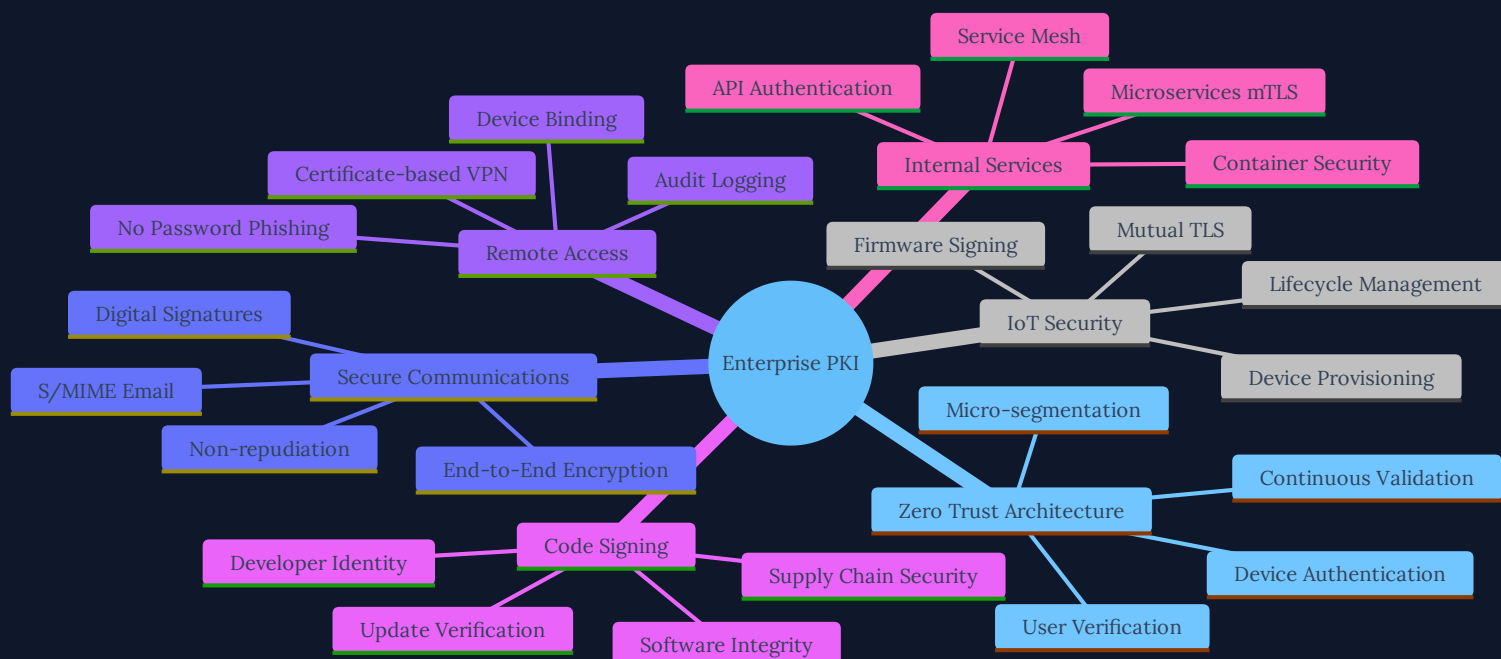 Service Mesh
API Authentication
Microservices mTLS
Device Binding
Internal Services
Container Security
Certificate-based VPN
Audit Logging
No Password Phishing
Remote Access
Firmware Signing
Mutual TLS
Lifecycle Management
Digital Signatures
IoT Security
Enterprise PKI
Secure Communications
S/MIME Email
Device Provisioning
Micro-segmentation
Non-repudiation
End-to-End Encryption
Continuous Validation
Zero Trust Architecture
Code Signing
Developer Identity
Supply Chain Security
Device Authentication
Update Verification
Software Integrity
User Verification